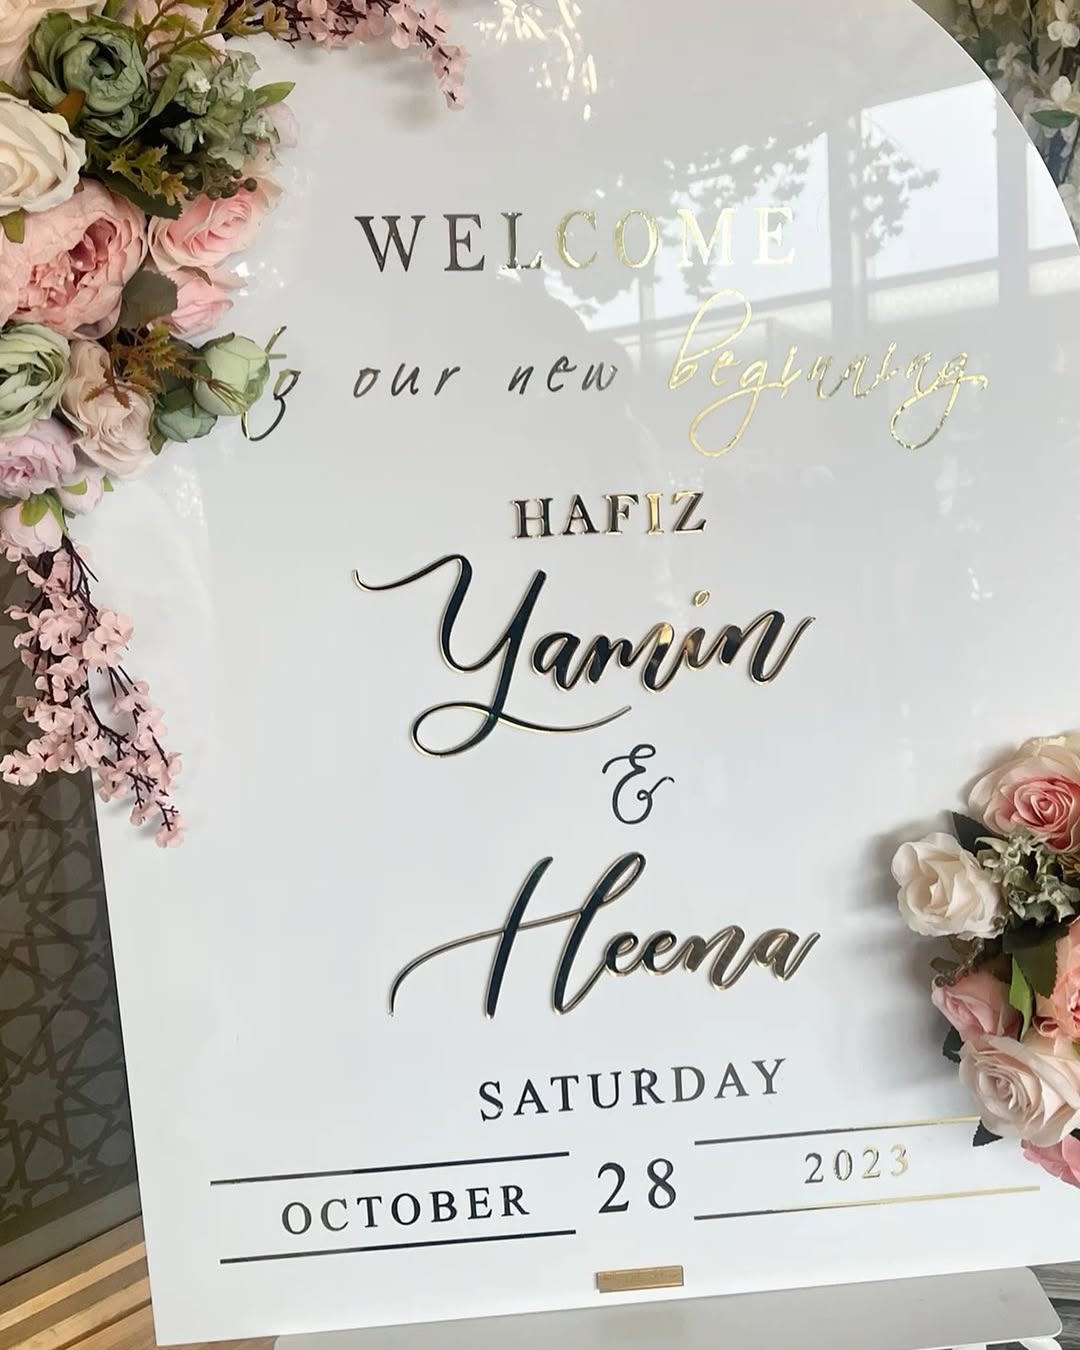 WELCOME
to our new beginning
HAFIZ
Yamin
&
Heena
SATURDAY
OCTOBER 28 2023